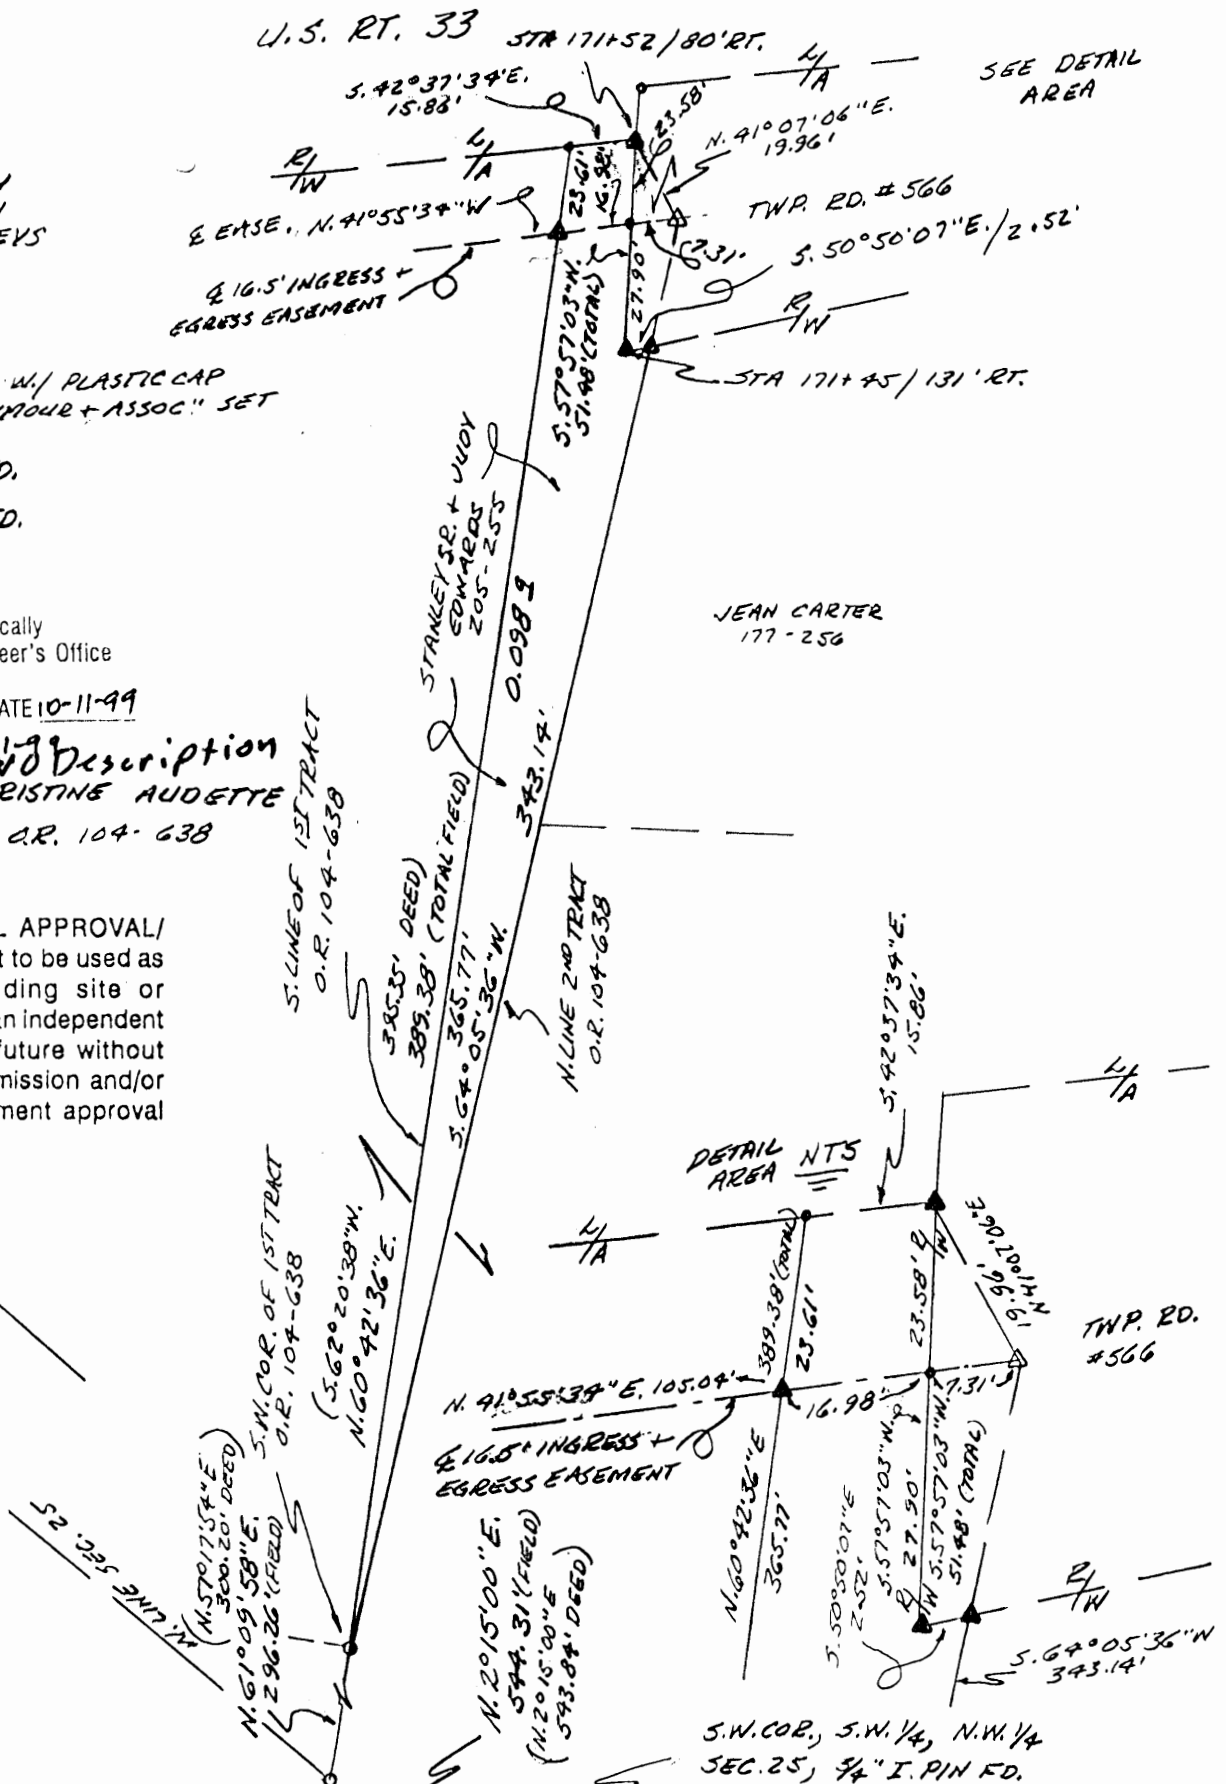 U.S. RT. 33
STA 171+52/80'RT.
S.42°37'34"E.
15.86'
L/A
SEE DETAIL
AREA
23.58'
N.41°07'06"E.
19.96'
R/W
L/A
23.61'
16.98'
EYS
℄ EASE. N.41°55'34"W
TWP. RD. #566
7.31'
S.50°50'07"E./2.52'
℄ 16.5' INGRESS +
EGRESS EASEMENT
27.90'
S.57°57'03"W.
51.48'(TOTAL)
R/W
STA 171+45/131'RT.
W./ PLASTIC CAP
MOUR + ASSOC." SET
D.
D.
STANLEY SR. + JUDY
EDWARDS
205-255
0.098
JEAN CARTER
177-256
cally
eer's Office
ATE 10-11-99
Description
RISTINE AUDETTE
O.R. 104-638
S. LINE OF 1ST TRACT
O.R. 104-638
343.14'
395.35' DEED)
389.38' (TOTAL FIELD)
365.77'
S.64°05'36"W.
N. LINE 2ND TRACT
O.R. 104-638
L APPROVAL/
t to be used as
ding site or
an independent
future without
mission and/or
ment approval
S.W. COR. OF 1ST TRACT
O.R. 104-638
(S.62°20'38"W.
N.60°42'36"E.
(N.57°17'54"E
300.20' DEED)
N.61°09'58"E.
296.26'(FIELD)
W. LINE SEC. 25
N.2°15'00"E.
544.31'(FIELD)
(N.2°15'00"E
543.84' DEED)
DETAIL NTS
AREA
S.42°37'34"E.
15.86'
L/A
L/A
389.38'(TOTAL)
23.61'
23.58'
R/W
N41°07'06"E
19.96'
TWP. RD.
#566
N.41°55'34"E. 105.04'
16.98'
7.31'
℄ 16.5' INGRESS +
EGRESS EASEMENT
N.60°42'36"E
365.77'
S.50°50'07"E
2.52'
S.57°57'03"W.
27.90'
R/W
S.57°57'03"W.
51.48' (TOTAL)
R/W
S.64°05'36"W
343.14'
S.W.COR., S.W.1/4, N.W.1/4
SEC.25, 3/4" I.PIN FD.